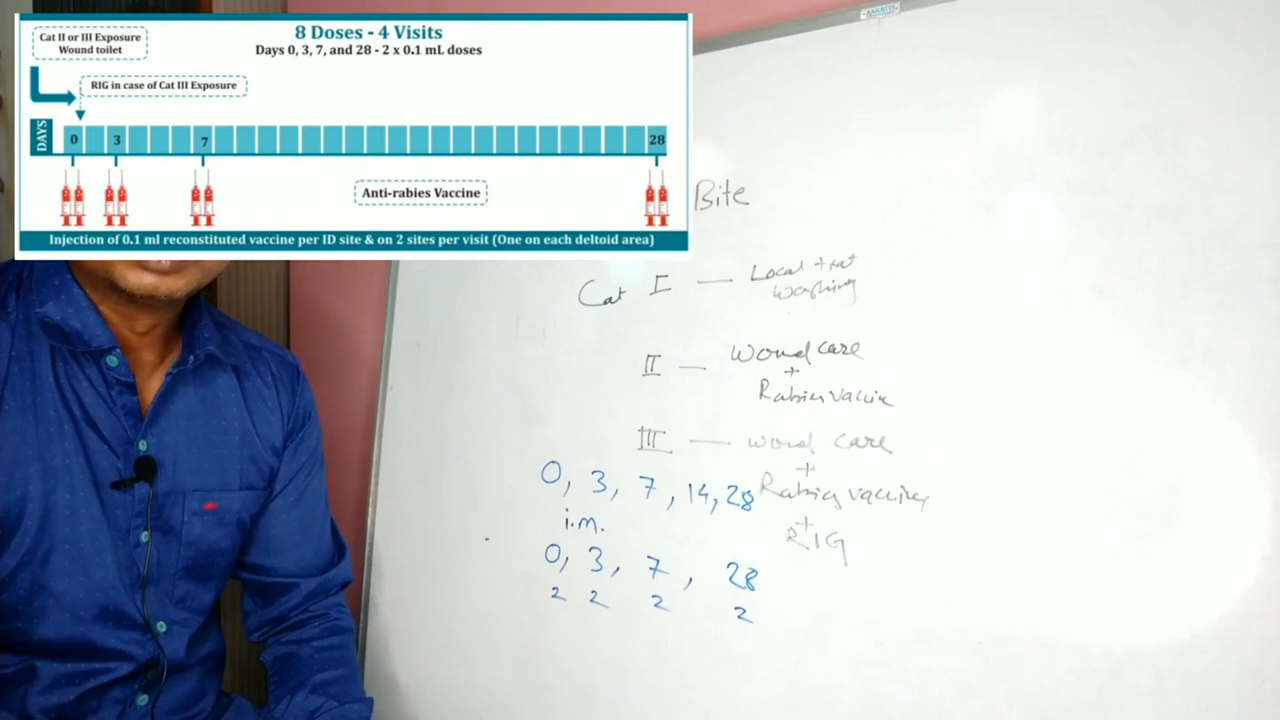 Cat II or III Exposure
Wound toilet
8 Doses - 4 Visits
Days 0, 3, 7, and 28 - 2 x 0.1 mL doses
RIG in case of Cat III Exposure
DAYS
0 3 7 28
Anti-rabies Vaccine
Injection of 0.1 ml reconstituted vaccine per ID site & on 2 sites per visit (One on each deltoid area)
Bite
Cat I — Local treat
washing
II — Wound care
+
Rabies vaccine
III — wound care
+
0, 3, 7, 14, 28
Rabies vaccine
i.m.
+
RIG
0, 3, 7, 28
2 2 2 2